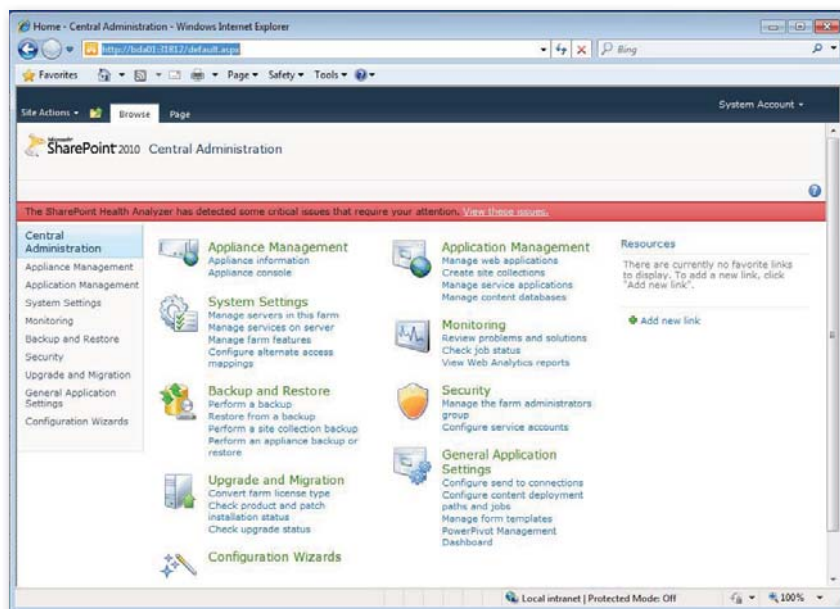 Home - Central Administration - Windows Internet Explorer
http://bda01:31812/default.aspx
Bing
Favorites
Page
Safety
Tools
Site Actions
Browse
Page
System Account
Microsoft
SharePoint 2010
Central Administration
The SharePoint Health Analyzer has detected some critical issues that require your attention. View these issues.
Central
Administration
Appliance Management
Application Management
System Settings
Monitoring
Backup and Restore
Security
Upgrade and Migration
General Application
Settings
Configuration Wizards
Appliance Management
Appliance information
Appliance console
System Settings
Manage servers in this farm
Manage services on server
Manage farm features
Configure alternate access
mappings
Backup and Restore
Perform a backup
Restore from a backup
Perform a site collection backup
Perform an appliance backup or
restore
Upgrade and Migration
Convert farm license type
Check product and patch
installation status
Check upgrade status
Configuration Wizards
Application Management
Manage web applications
Create site collections
Manage service applications
Manage content databases
Monitoring
Review problems and solutions
Check job status
View Web Analytics reports
Security
Manage the farm administrators
group
Configure service accounts
General Application
Settings
Configure send to connections
Configure content deployment
paths and jobs
Manage form templates
PowerPivot Management
Dashboard
Resources
There are currently no favorite links
to display. To add a new link, click
"Add new link".
Add new link
Local intranet | Protected Mode: Off
100%